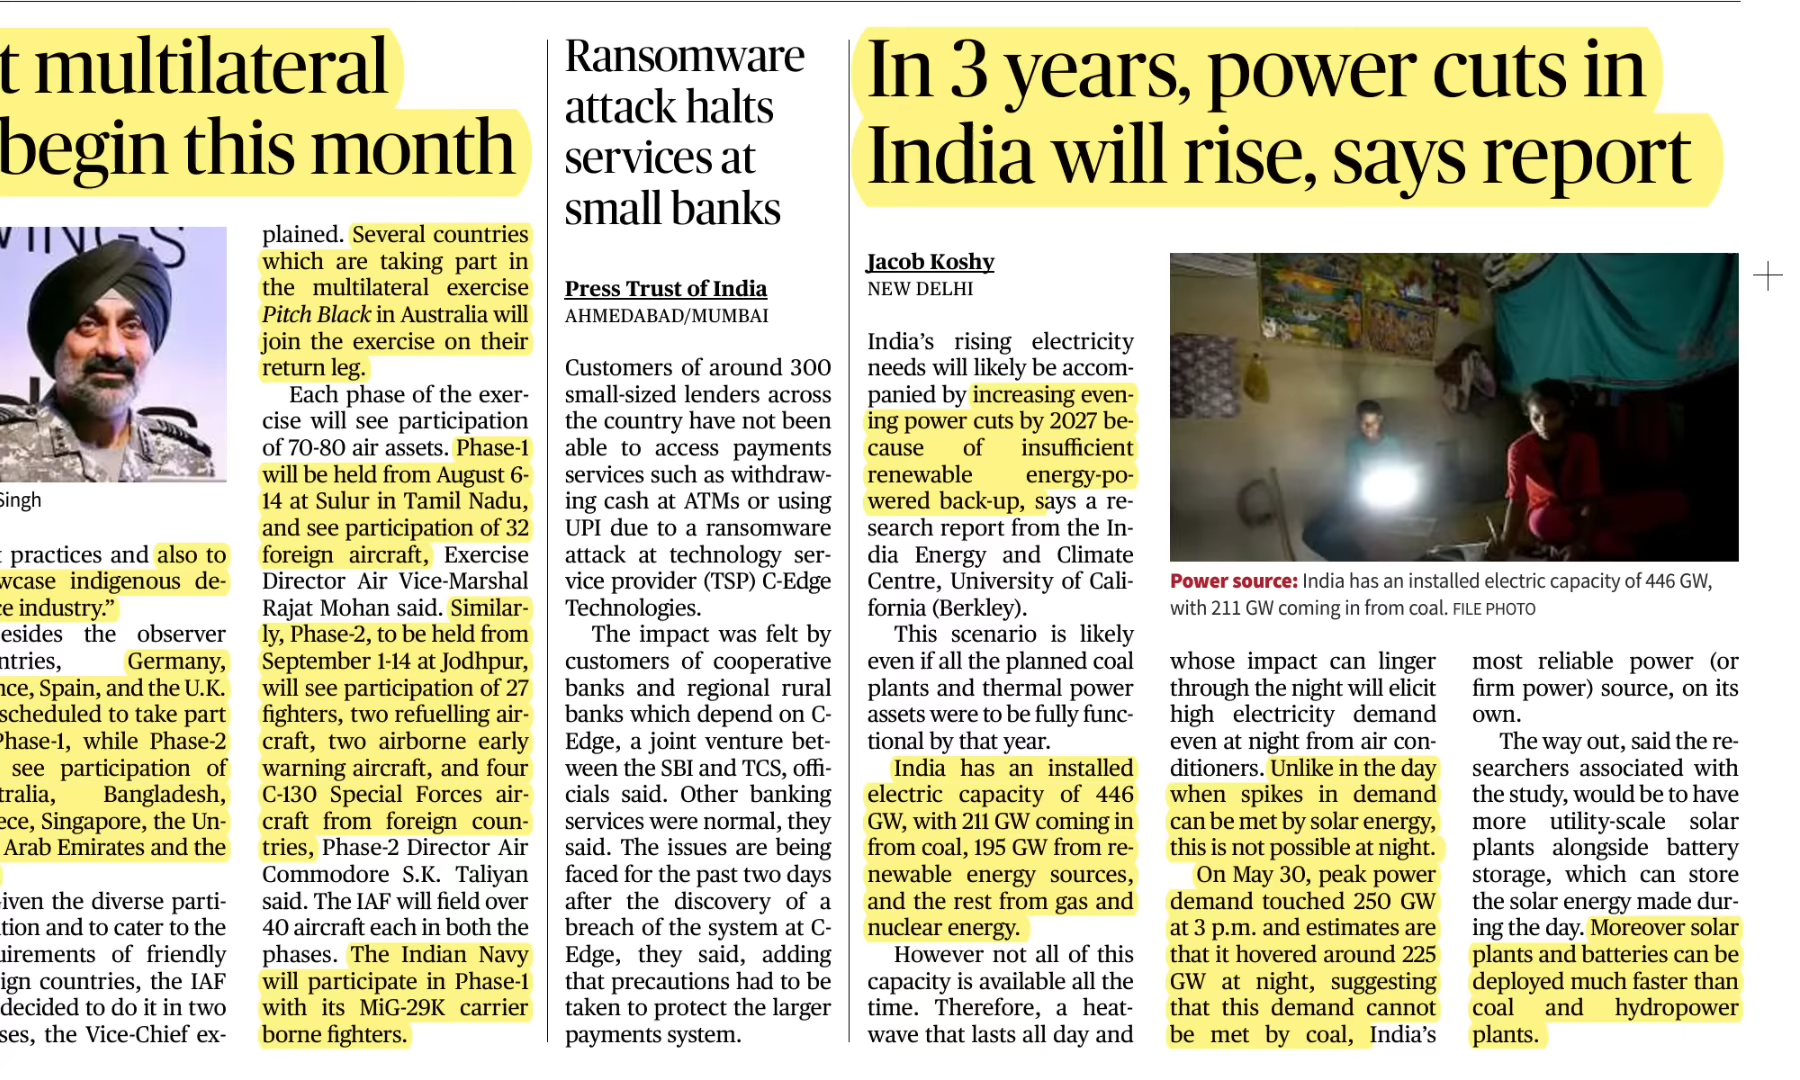 t multilateral
begin this month
WINGS
Singh
t practices and also to
wcase indigenous de-
ce industry.”
esides the observer
ntries, Germany,
nce, Spain, and the U.K.
scheduled to take part
Phase-1, while Phase-2
see participation of
tralia, Bangladesh,
ece, Singapore, the Un-
Arab Emirates and the
iven the diverse parti-
tion and to cater to the
uirements of friendly
ign countries, the IAF
decided to do it in two
ses, the Vice-Chief ex-
plained. Several countries
which are taking part in
the multilateral exercise
Pitch Black in Australia will
join the exercise on their
return leg.
Each phase of the exer-
cise will see participation
of 70-80 air assets. Phase-1
will be held from August 6-
14 at Sulur in Tamil Nadu,
and see participation of 32
foreign aircraft, Exercise
Director Air Vice-Marshal
Rajat Mohan said. Similar-
ly, Phase-2, to be held from
September 1-14 at Jodhpur,
will see participation of 27
fighters, two refuelling air-
craft, two airborne early
warning aircraft, and four
C-130 Special Forces air-
craft from foreign coun-
tries, Phase-2 Director Air
Commodore S.K. Taliyan
said. The IAF will field over
40 aircraft each in both the
phases. The Indian Navy
will participate in Phase-1
with its MiG-29K carrier
borne fighters.
Ransomware
attack halts
services at
small banks
Press Trust of India
AHMEDABAD/MUMBAI
Customers of around 300
small-sized lenders across
the country have not been
able to access payments
services such as withdraw-
ing cash at ATMs or using
UPI due to a ransomware
attack at technology ser-
vice provider (TSP) C-Edge
Technologies.
The impact was felt by
customers of cooperative
banks and regional rural
banks which depend on C-
Edge, a joint venture bet-
ween the SBI and TCS, offi-
cials said. Other banking
services were normal, they
said. The issues are being
faced for the past two days
after the discovery of a
breach of the system at C-
Edge, they said, adding
that precautions had to be
taken to protect the larger
payments system.
In 3 years, power cuts in
India will rise, says report
Jacob Koshy
NEW DELHI
India’s rising electricity
needs will likely be accom-
panied by increasing even-
ing power cuts by 2027 be-
cause of insufficient
renewable energy-po-
wered back-up, says a re-
search report from the In-
dia Energy and Climate
Centre, University of Cali-
fornia (Berkley).
This scenario is likely
even if all the planned coal
plants and thermal power
assets were to be fully func-
tional by that year.
India has an installed
electric capacity of 446
GW, with 211 GW coming in
from coal, 195 GW from re-
newable energy sources,
and the rest from gas and
nuclear energy.
However not all of this
capacity is available all the
time. Therefore, a heat-
wave that lasts all day and
Power source: India has an installed electric capacity of 446 GW,
with 211 GW coming in from coal. FILE PHOTO
whose impact can linger
through the night will elicit
high electricity demand
even at night from air con-
ditioners. Unlike in the day
when spikes in demand
can be met by solar energy,
this is not possible at night.
On May 30, peak power
demand touched 250 GW
at 3 p.m. and estimates are
that it hovered around 225
GW at night, suggesting
that this demand cannot
be met by coal, India’s
most reliable power (or
firm power) source, on its
own.
The way out, said the re-
searchers associated with
the study, would be to have
more utility-scale solar
plants alongside battery
storage, which can store
the solar energy made dur-
ing the day. Moreover solar
plants and batteries can be
deployed much faster than
coal and hydropower
plants.